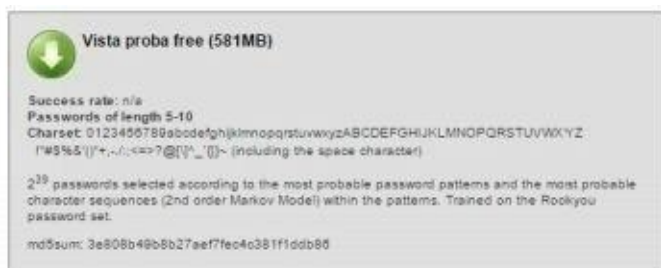 Vista proba free (581MB)
Success rate: n/a
Passwords of length 5-10
Charset: 0123456789abcdefghijklmnopqrstuvwxyzABCDEFGHIJKLMNOPQRSTUVWXYZ
!"#$%&'()*+,-./:;<=>?@[\]^_`{|}~ (including the space character)
2^39 passwords selected according to the most probable password patterns and the most probable
character sequences (2nd order Markov Model) within the patterns. Trained on the Rockyou
password set.
md5sum: 3e808b49b8b27aef7fec4c381f1ddb86